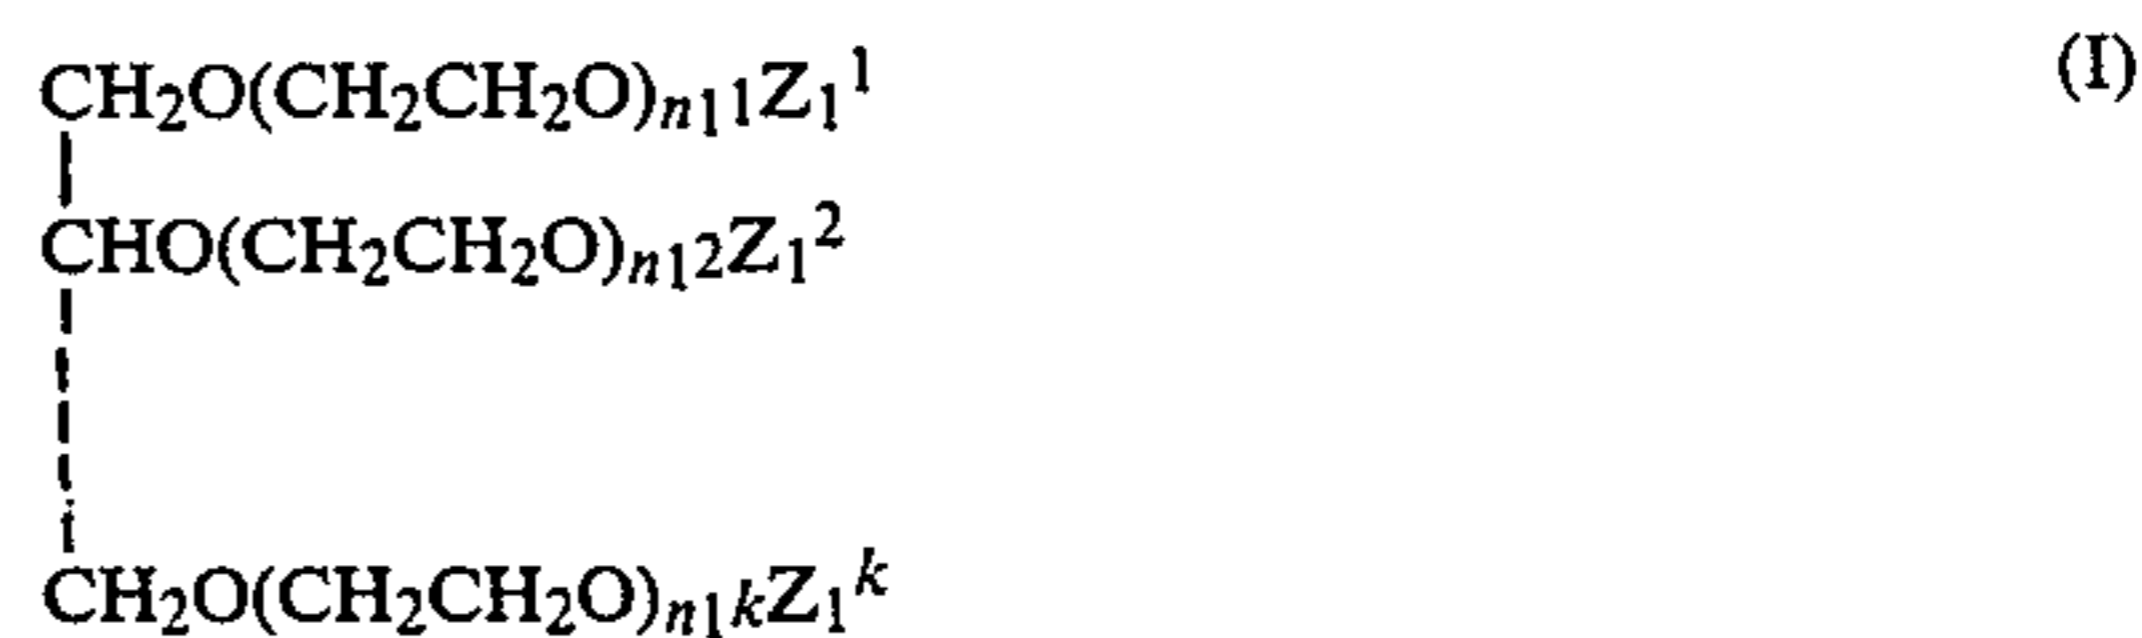 CH₂O(CH₂CH₂O)ₙ₁1Z₁¹ (I)
CHO(CH₂CH₂O)ₙ₁2Z₁²
CH₂O(CH₂CH₂O)ₙ₁kZ₁ᵏ